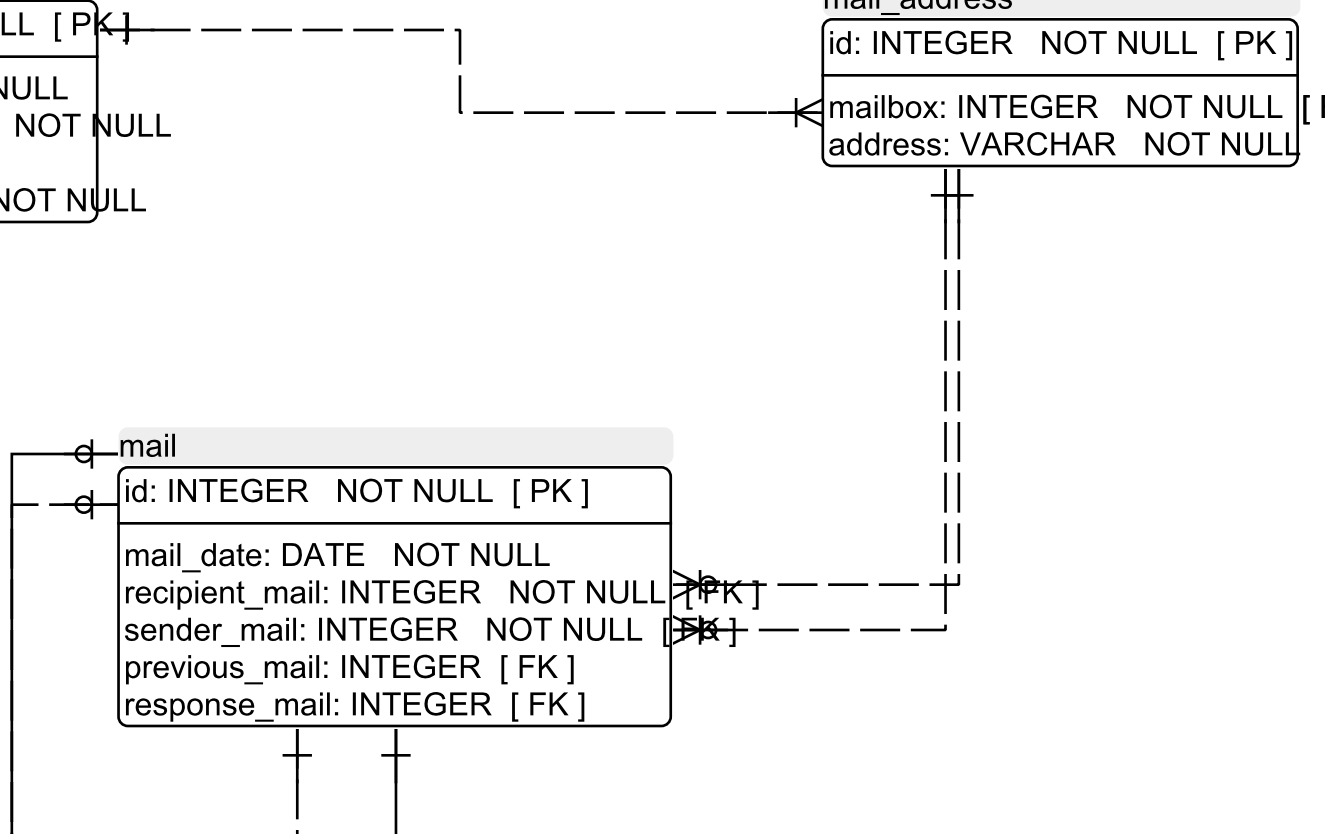 mail_address
LL [ PK ]
id: INTEGER NOT NULL [ PK ]
NULL
NOT NULL
NOT NULL
mailbox: INTEGER NOT NULL [
address: VARCHAR NOT NULL
mail
id: INTEGER NOT NULL [ PK ]
mail_date: DATE NOT NULL
recipient_mail: INTEGER NOT NULL [ FK ]
sender_mail: INTEGER NOT NULL [ FK ]
previous_mail: INTEGER [ FK ]
response_mail: INTEGER [ FK ]